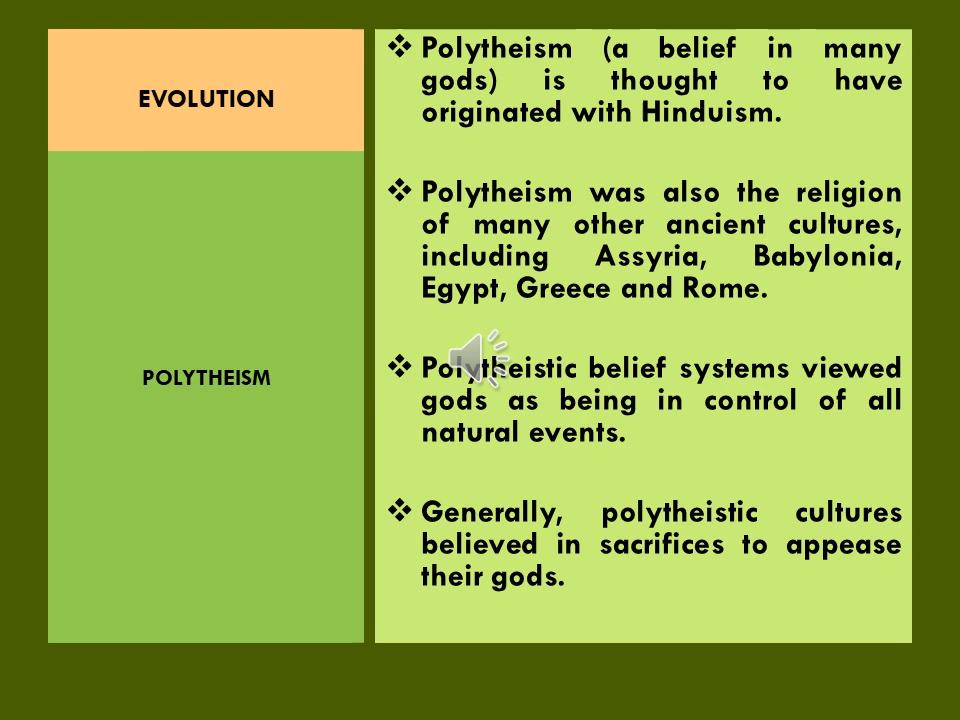 EVOLUTION
POLYTHEISM
❖ Polytheism (a belief in many
gods) is thought to have
originated with Hinduism.
❖ Polytheism was also the religion
of many other ancient cultures,
including Assyria, Babylonia,
Egypt, Greece and Rome.
❖ Polytheistic belief systems viewed
gods as being in control of all
natural events.
❖ Generally, polytheistic cultures
believed in sacrifices to appease
their gods.